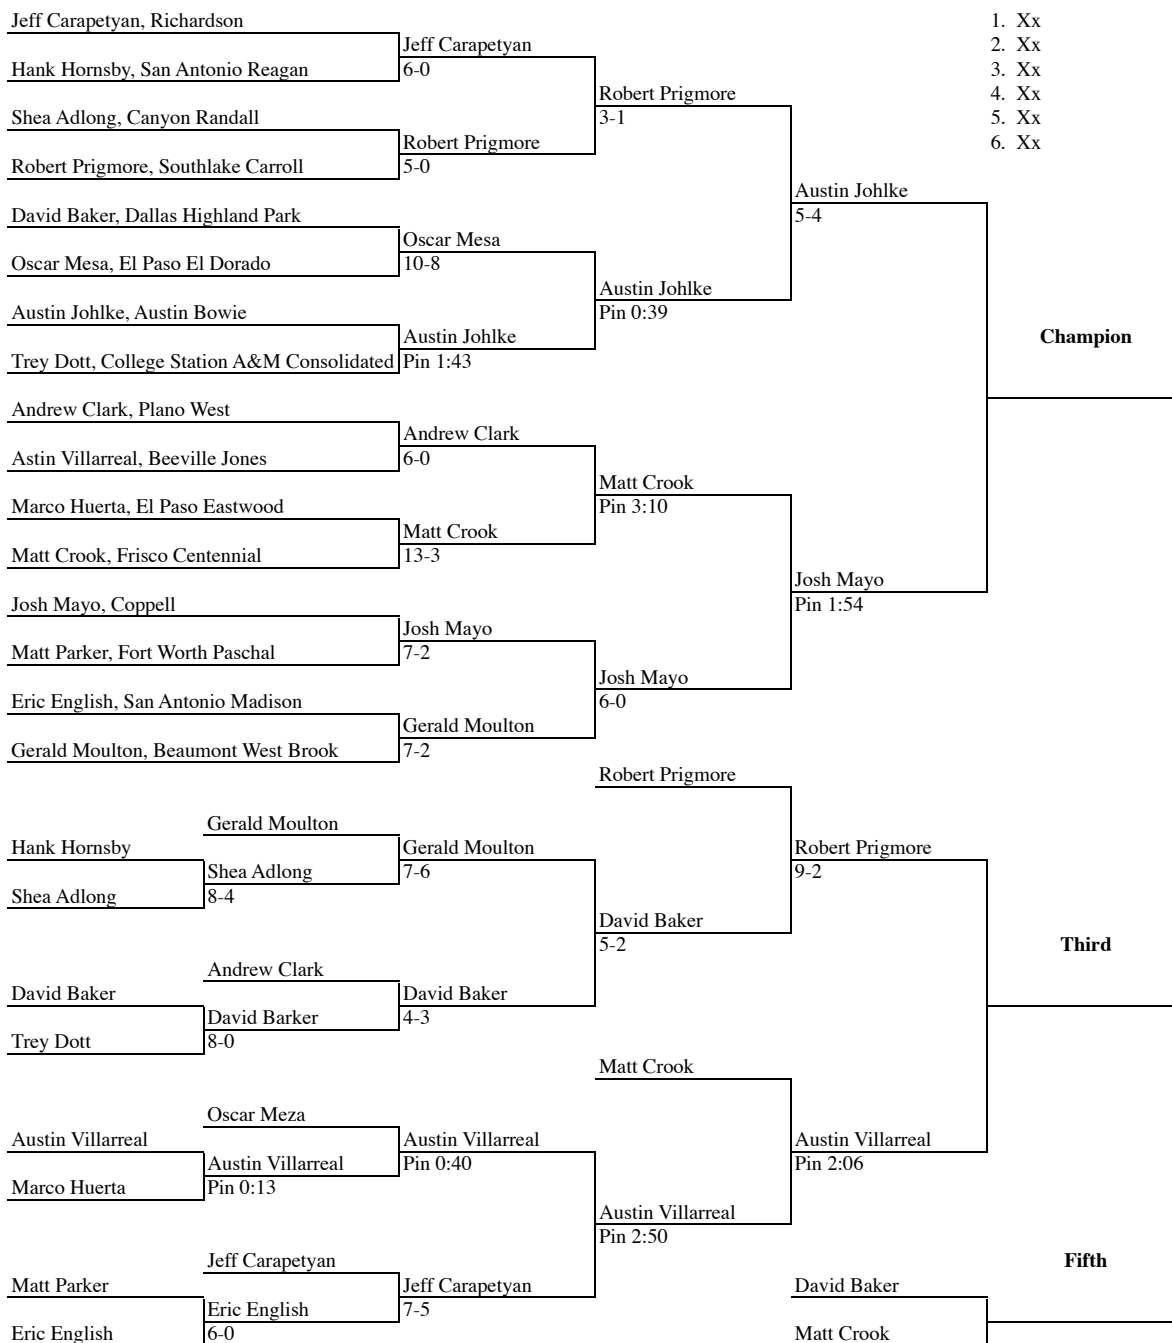 Jeff Carapetyan, Richardson
1. Xx
Jeff Carapetyan
2. Xx
Hank Hornsby, San Antonio Reagan
6-0
3. Xx
Robert Prigmore
4. Xx
Shea Adlong, Canyon Randall
3-1
5. Xx
Robert Prigmore
6. Xx
Robert Prigmore, Southlake Carroll
5-0
Austin Johlke
David Baker, Dallas Highland Park
5-4
Oscar Mesa
Oscar Mesa, El Paso El Dorado
10-8
Austin Johlke
Austin Johlke, Austin Bowie
Pin 0:39
Austin Johlke
Champion
Trey Dott, College Station A&M Consolidated
Pin 1:43
Andrew Clark, Plano West
Andrew Clark
Astin Villarreal, Beeville Jones
6-0
Matt Crook
Marco Huerta, El Paso Eastwood
Pin 3:10
Matt Crook
Matt Crook, Frisco Centennial
13-3
Josh Mayo
Josh Mayo, Coppell
Pin 1:54
Josh Mayo
Matt Parker, Fort Worth Paschal
7-2
Josh Mayo
Eric English, San Antonio Madison
6-0
Gerald Moulton
Gerald Moulton, Beaumont West Brook
7-2
Robert Prigmore
Gerald Moulton
Hank Hornsby
Gerald Moulton
Robert Prigmore
Shea Adlong
7-6
9-2
Shea Adlong
8-4
David Baker
5-2
Third
Andrew Clark
David Baker
David Baker
David Barker
4-3
Trey Dott
8-0
Matt Crook
Oscar Meza
Austin Villarreal
Austin Villarreal
Austin Villarreal
Austin Villarreal
Pin 0:40
Pin 2:06
Marco Huerta
Pin 0:13
Austin Villarreal
Pin 2:50
Jeff Carapetyan
Fifth
Matt Parker
Jeff Carapetyan
David Baker
Eric English
7-5
Eric English
6-0
Matt Crook